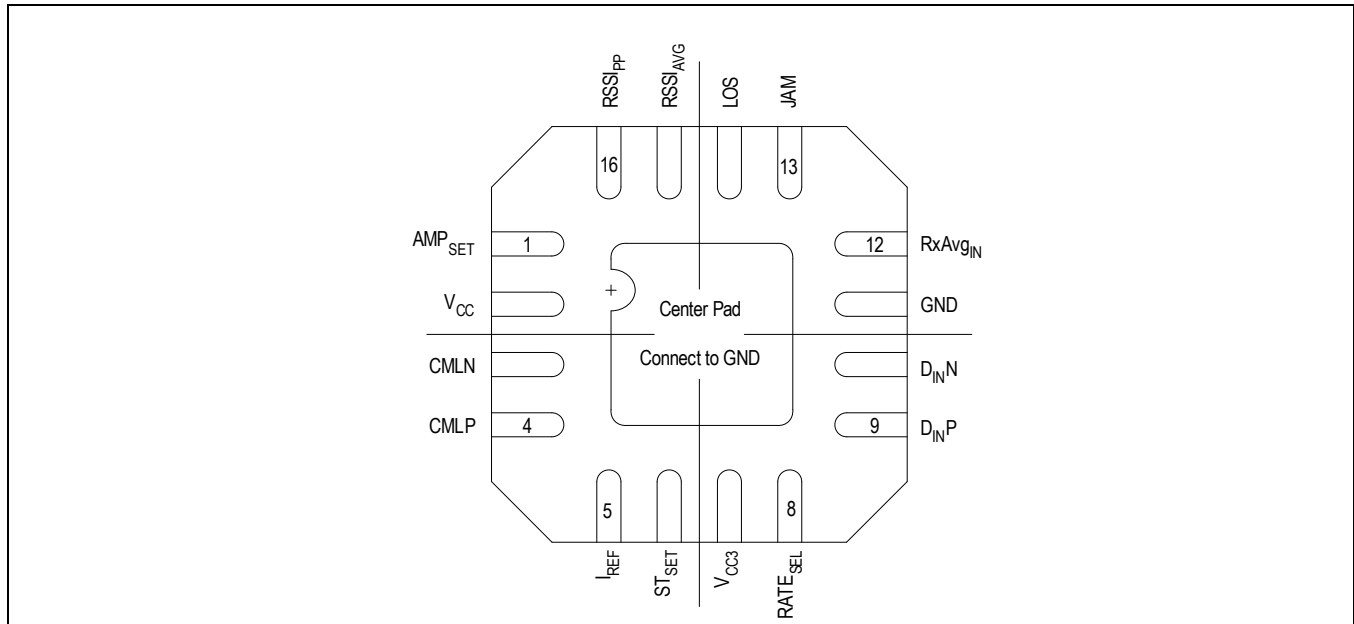 RSSIPP
RSSIAVG
LOS
JAM
16
13
AMPSET
1
12
RxAvgIN
VCC
+
Center Pad
GND
CMLN
Connect to GND
DINN
CMLP
4
9
DINP
5
8
IREF
STSET
VCC3
RATESEL